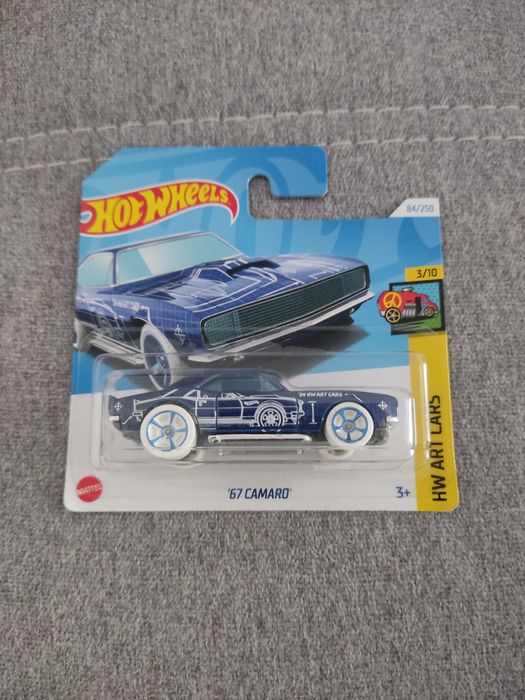 HOT WHEELS
84/250
3/10
HW ART CARS
'24 HW ART CARS
MATTEL
'67 CAMARO
3+